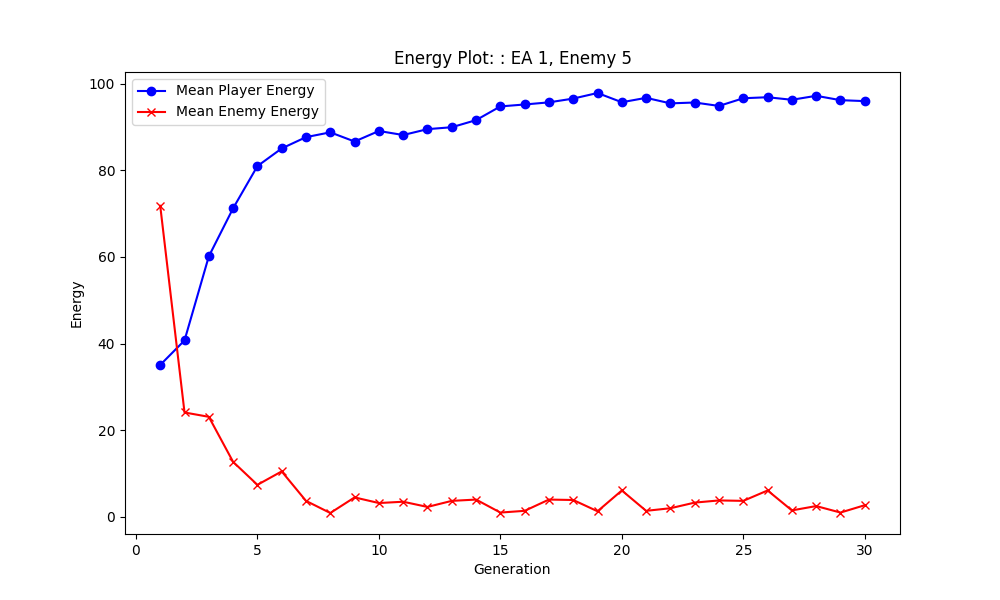 Energy Plot: : EA 1, Enemy 5
Mean Player Energy
Mean Enemy Energy
100
80
60
40
20
0
Energy
0 5 10 15 20 25 30
Generation